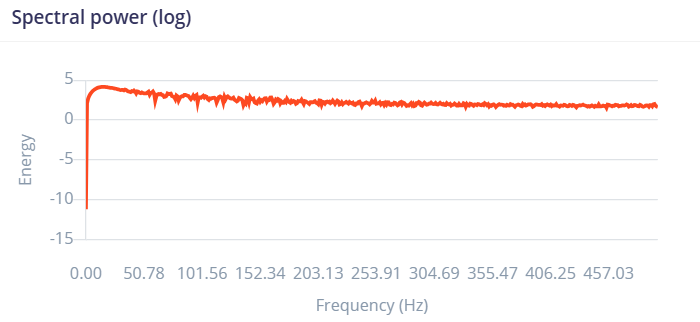 Spectral power (log)
5
0
-5
-10
-15
Energy
0.00 50.78 101.56 152.34 203.13 253.91 304.69 355.47 406.25 457.03
Frequency (Hz)